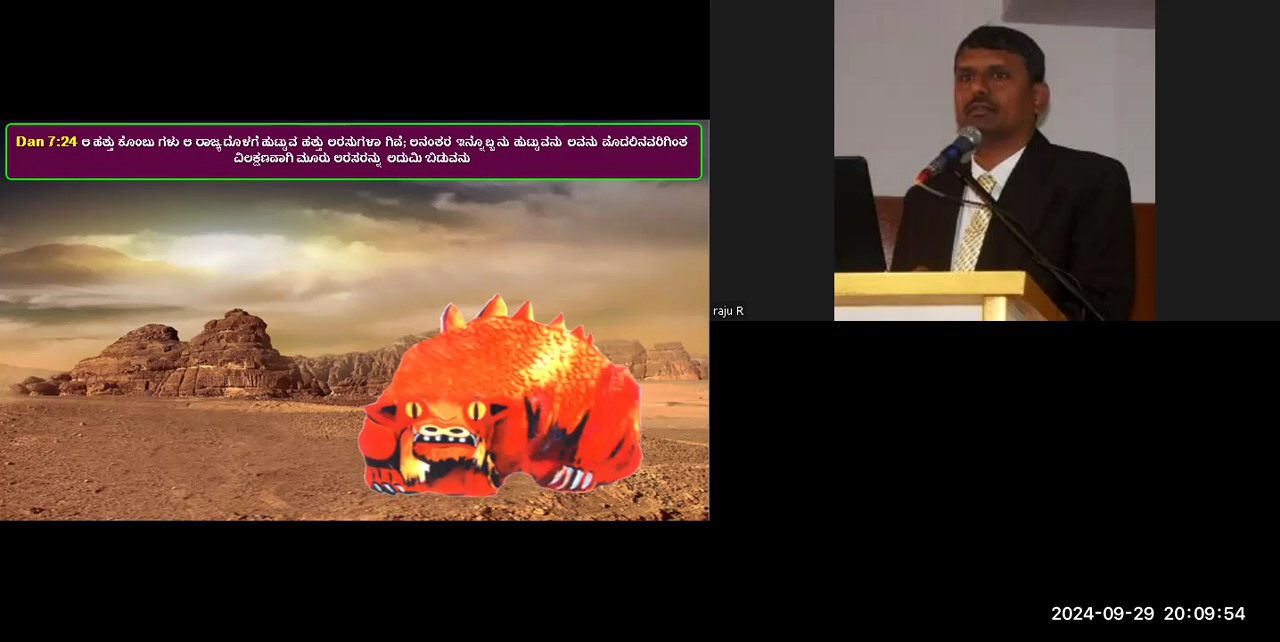 Dan 7:24 ಆ ಹತ್ತು ಕೊಂಬು ಗಳು ಆ ರಾಜ್ಯದೊಳಗೆ ಹುಟ್ಟುವ ಹತ್ತು ಅರಸುಗಳಾ ಗಿವೆ; ಅನಂತರ ಇನ್ನೊಬ್ಬನು ಹುಟ್ಟುವನು ಅವನು ಮೊದಲಿನವರಿಗಿಂತ
ವಿಲಕ್ಷಣವಾಗಿ ಮೂರು ಅರಸರನ್ನು ಅದುಮಿ ಬಿಡುವನು
raju R
2024-09-29 20:09:54